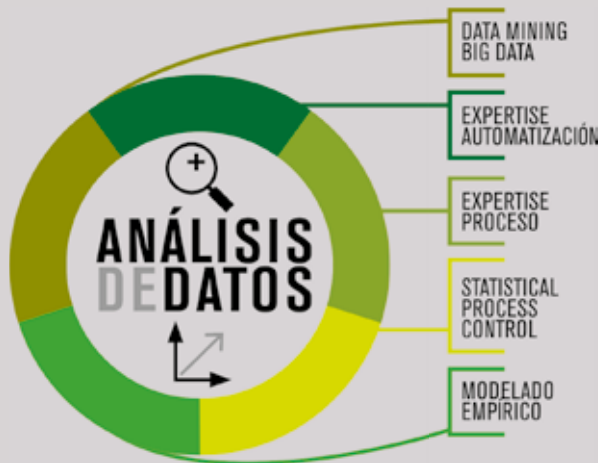 DATA MINING
BIG DATA
EXPERTISE
AUTOMATIZACIÓN
EXPERTISE
PROCESO
STATISTICAL
PROCESS
CONTROL
MODELADO
EMPÍRICO
ANÁLISIS
DEDATOS